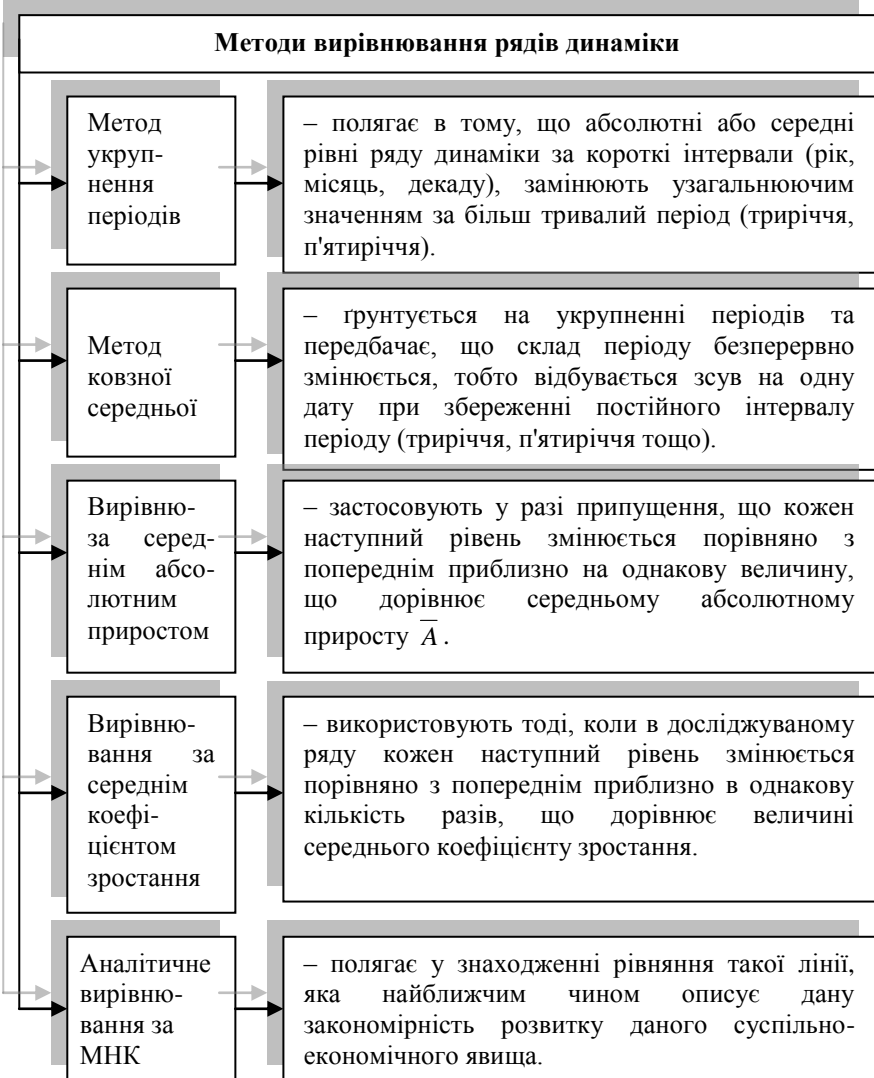 Методи вирівнювання рядів динаміки
Метод
укруп-
нення
періодів
– полягає в тому, що абсолютні або середні
рівні ряду динаміки за короткі інтервали (рік,
місяць, декаду), замінюють узагальнюючим
значенням за більш тривалий період (триріччя,
п'ятиріччя).
Метод
ковзної
середньої
– ґрунтується на укрупненні періодів та
передбачає, що склад періоду безперервно
змінюється, тобто відбувається зсув на одну
дату при збереженні постійного інтервалу
періоду (триріччя, п'ятиріччя тощо).
Вирівню-
за серед-
нім абсо-
лютним
приростом
– застосовують у разі припущення, що кожен
наступний рівень змінюється порівняно з
попереднім приблизно на однакову величину,
що дорівнює середньому абсолютному
приросту A̅ .
Вирівню-
вання за
середнім
коефі-
цієнтом
зростання
– використовують тоді, коли в досліджуваному
ряду кожен наступний рівень змінюється
порівняно з попереднім приблизно в однакову
кількість разів, що дорівнює величині
середнього коефіцієнту зростання.
Аналітичне
вирівню-
вання за
МНК
– полягає у знаходженні рівняння такої лінії,
яка найближчим чином описує дану
закономірність розвитку даного суспільно-
економічного явища.